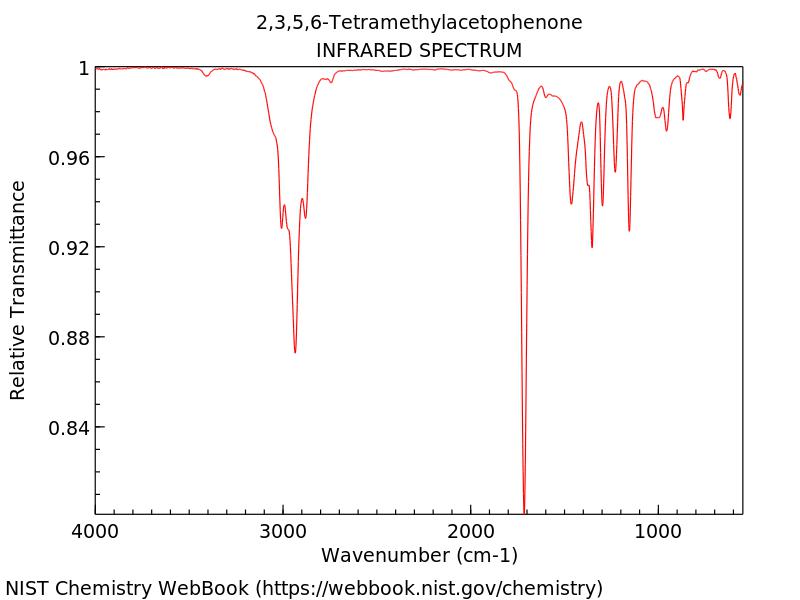 2,3,5,6-Tetramethylacetophenone
INFRARED SPECTRUM
1
0.96
0.92
0.88
0.84
Relative Transmittance
4000 3000 2000 1000
Wavenumber (cm-1)
NIST Chemistry WebBook (https://webbook.nist.gov/chemistry)